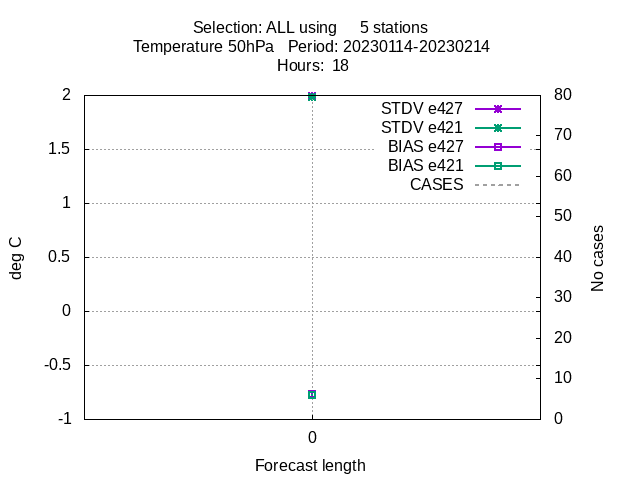 Selection: ALL using     5 stations
Temperature 50hPa   Period: 20230114-20230214
Hours:  18
2
1.5
1
0.5
0
-0.5
-1
80
70
60
50
40
30
20
10
0
STDV e427
STDV e421
BIAS e427
BIAS e421
CASES
deg C
No cases
0
Forecast length